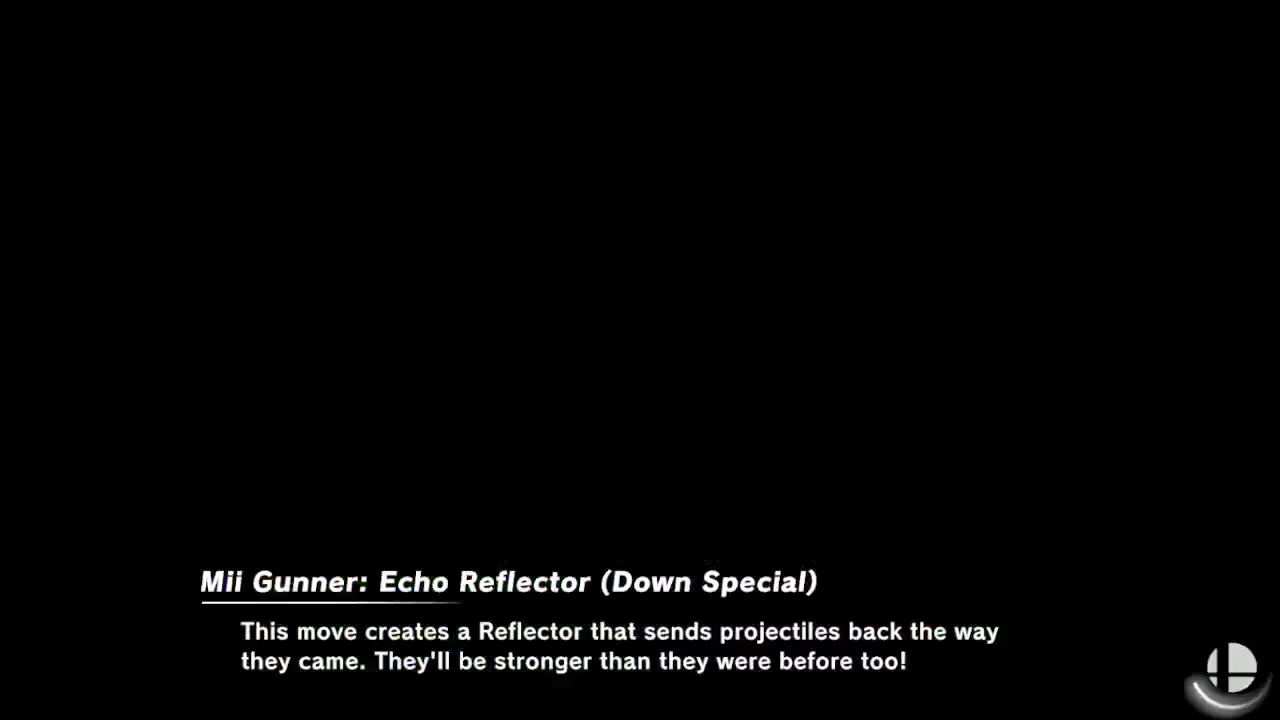 Mii Gunner: Echo Reflector (Down Special)
This move creates a Reflector that sends projectiles back the way
they came. They'll be stronger than they were before too!